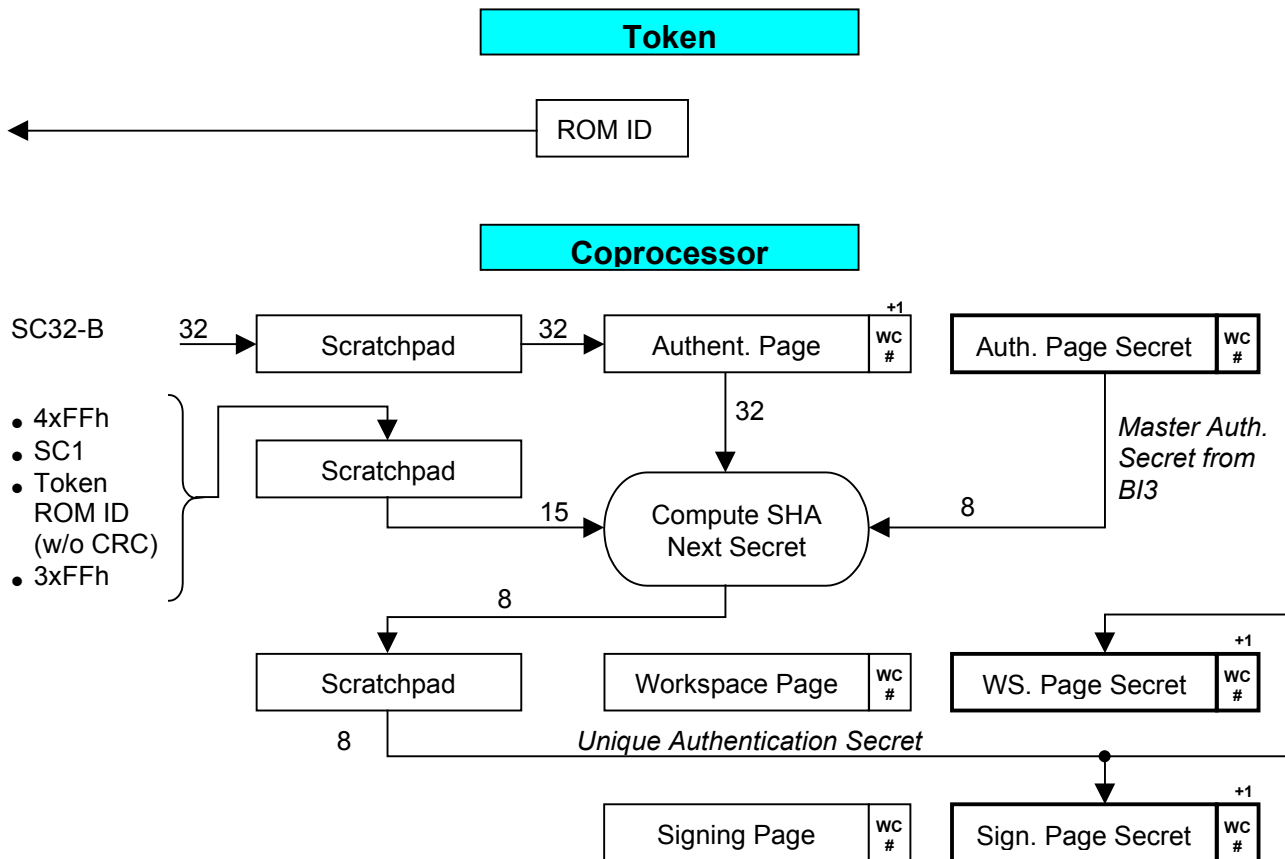 Token
ROM ID
Coprocessor
SC32-B
32
Scratchpad
32
Authent. Page
+1
WC
#
Auth. Page Secret
WC
#
• 4xFFh
• SC1
• Token
ROM ID
(w/o CRC)
• 3xFFh
Scratchpad
15
32
Compute SHA
Next Secret
8
Master Auth.
Secret from
BI3
8
Scratchpad
Workspace Page
WC
#
WS. Page Secret
+1
WC
#
8
Unique Authentication Secret
Signing Page
WC
#
Sign. Page Secret
+1
WC
#